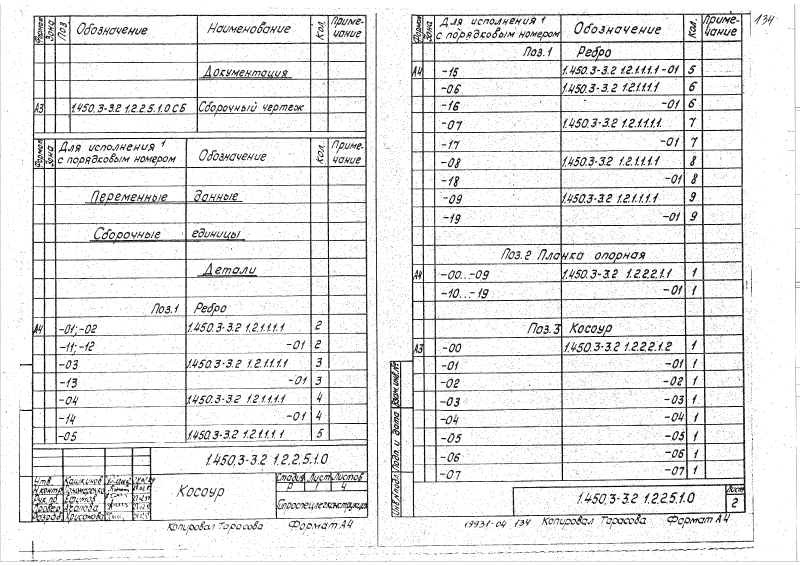 Формат Зона Поз. Обозначение Наименование Кол. Приме-чание
Документация
А3 1.450.3-3.2 1.2.2.5.1.0 СБ Сборочный чертеж
Формат Зона Для исполнения 1 с порядковым номером Обозначение Кол. Приме-чание
Переменные данные
Сборочные единицы
Детали
Поз.1 Ребро
А4 -01;-02 1.450.3-3.2 1.2.1.1.1.1 2
-11;-12 -01 2
-03 1.450.3-3.2 1.2.1.1.1.1 3
-13 -01 3
-04 1.450.3-3.2 1.2.1.1.1.1 4
-14 -01 4
-05 1.450.3-3.2 1.2.1.1.1.1 5
1.450.3-3.2 1.2.2.5.1.0
Утв. Кашкинов
Н.контр.
Рук.гр. Ефимов
Провер. Агапова
Разраб. Хрисанова
Косоур
Стадия Лист Листов
Р 4
Гипроспецлегконструкция
Копировал Тарасова Формат А4
134
Формат Зона Для исполнения 1 с порядковым номером Обозначение Кол. Приме-чание
Поз.1 Ребро
А4 -15 1.450.3-3.2 1.2.1.1.1.1-01 5
-06 1.450.3-3.2 1.2.1.1.1.1 6
-16 -01 6
-07 1.450.3-3.2 1.2.1.1.1.1. 7
-17 -01 7
-08 1.450.3-3.2 1.2.1.1.1.1 8
-18 -01 8
-09 1.450.3-3.2 1.2.1.1.1.1 9
-19 -01 9
Поз.2 Планка опорная
А4 -00...-09 1.450.3-3.2 1.2.2.2.1.1 1
-10...-19 -01 1
Поз.3 Косоур
А3 -00 1.450.3-3.2 1.2.2.2.1.2 1
-01 -01 1
-02 -02 1
-03 -03 1
-04 -04 1
-05 -05 1
-06 -06 1
-07 -07 1
Инв.№подл. Подп. и дата Взам.инв.№
1.450.3-3.2 1.2.2.5.1.0
Лист
2
19931-04 134 Копировал Тарасова Формат А4